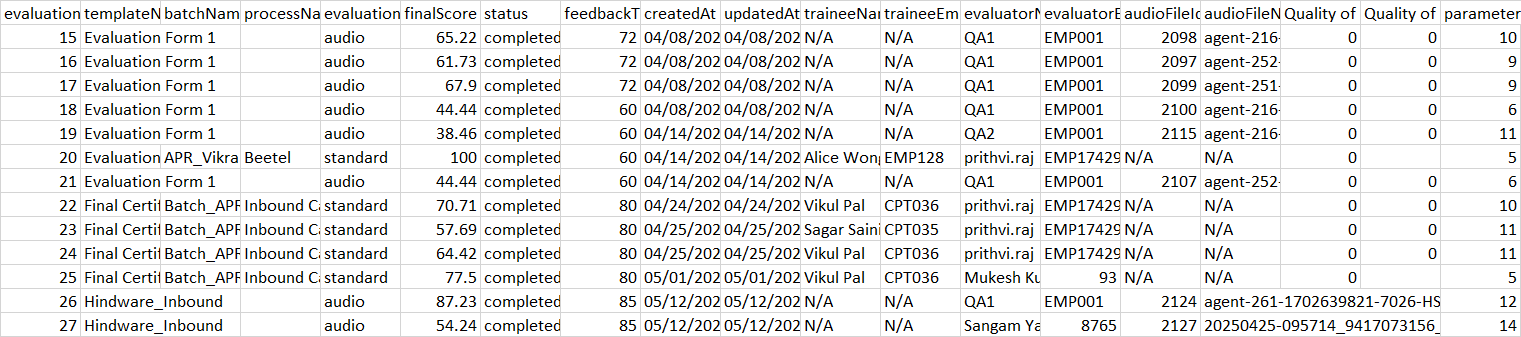 evaluation templateN batchNam processNa evaluation finalScore status feedbackT createdAt updatedAt traineeNar traineeEm evaluatorN evaluatorE audioFileId audioFileN Quality of Quality of parameter
15 Evaluation Form 1 audio 65.22 completed 72 04/08/202 04/08/202 N/A N/A QA1 EMP001 2098 agent-216- 0 0 10
16 Evaluation Form 1 audio 61.73 completed 72 04/08/202 04/08/202 N/A N/A QA1 EMP001 2097 agent-252- 0 0 9
17 Evaluation Form 1 audio 67.9 completed 72 04/08/202 04/08/202 N/A N/A QA1 EMP001 2099 agent-251- 0 0 9
18 Evaluation Form 1 audio 44.44 completed 60 04/08/202 04/08/202 N/A N/A QA1 EMP001 2100 agent-216- 0 0 6
19 Evaluation Form 1 audio 38.46 completed 60 04/14/202 04/14/202 N/A N/A QA2 EMP001 2115 agent-216- 0 0 11
20 Evaluation APR_Vikra Beetel standard 100 completed 60 04/14/202 04/14/202 Alice Wong EMP128 prithvi.raj EMP17429 N/A N/A 0 5
21 Evaluation Form 1 audio 44.44 completed 60 04/14/202 04/14/202 N/A N/A QA1 EMP001 2107 agent-252- 0 0 6
22 Final Certif Batch_APR Inbound Ca standard 70.71 completed 80 04/24/202 04/24/202 Vikul Pal CPT036 prithvi.raj EMP17429 N/A N/A 0 0 10
23 Final Certif Batch_APR Inbound Ca standard 57.69 completed 80 04/25/202 04/25/202 Sagar Saini CPT035 prithvi.raj EMP17429 N/A N/A 0 0 11
24 Final Certif Batch_APR Inbound Ca standard 64.42 completed 80 04/25/202 04/25/202 Vikul Pal CPT036 prithvi.raj EMP17429 N/A N/A 0 0 11
25 Final Certif Batch_APR Inbound Ca standard 77.5 completed 80 05/01/202 05/01/202 Vikul Pal CPT036 Mukesh Ku 93 N/A N/A 0 5
26 Hindware_Inbound audio 87.23 completed 85 05/12/202 05/12/202 N/A N/A QA1 EMP001 2124 agent-261-1702639821-7026-HS 12
27 Hindware_Inbound audio 54.24 completed 85 05/12/202 05/12/202 N/A N/A Sangam Ya 8765 2127 20250425-095714_9417073156_ 14